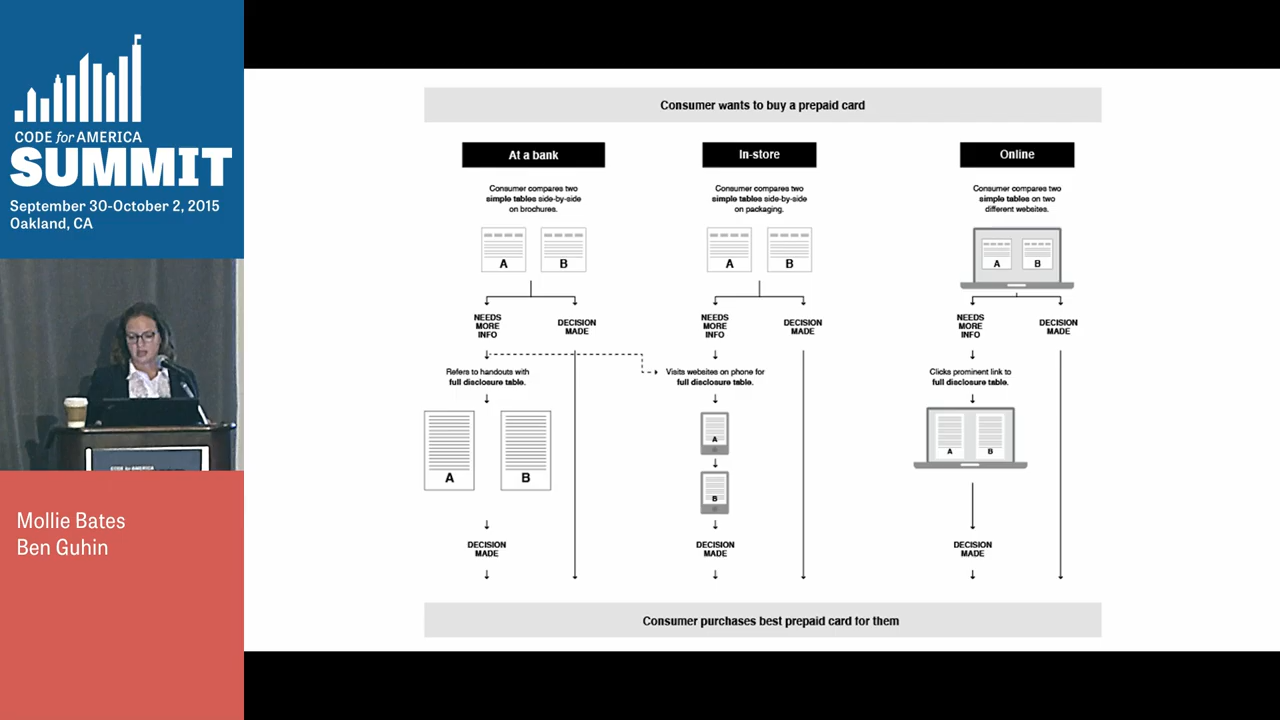 CODE for AMERICA
SUMMIT
September 30-October 2, 2015
Oakland, CA
CODE for AMERICA
Mollie Bates
Ben Guhin
Consumer wants to buy a prepaid card
At a bank
Consumer compares two
simple tables side-by-side
on brochures.
A
B
NEEDS
MORE
INFO
DECISION
MADE
Refers to handouts with
full disclosure table.
A
B
DECISION
MADE
In-store
Consumer compares two
simple tables side-by-side
on packaging.
A
B
NEEDS
MORE
INFO
DECISION
MADE
Visits websites on phone for
full disclosure table.
A
B
DECISION
MADE
Online
Consumer compares two
simple tables on two
different websites.
A
B
NEEDS
MORE
INFO
DECISION
MADE
Clicks prominent link to
full disclosure table.
A
B
DECISION
MADE
Consumer purchases best prepaid card for them